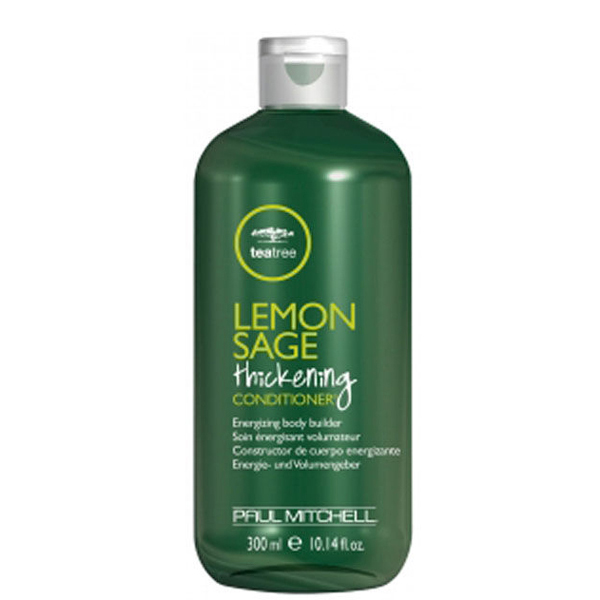 teatree
LEMON
SAGE
thickening
CONDITIONER
Energizing body builder
Soin énergisant volumateur
Constructor de cuerpo energizante
Energie- und Volumengeber
PAUL MITCHELL
300 ml ℮ 10.14 fl. oz.